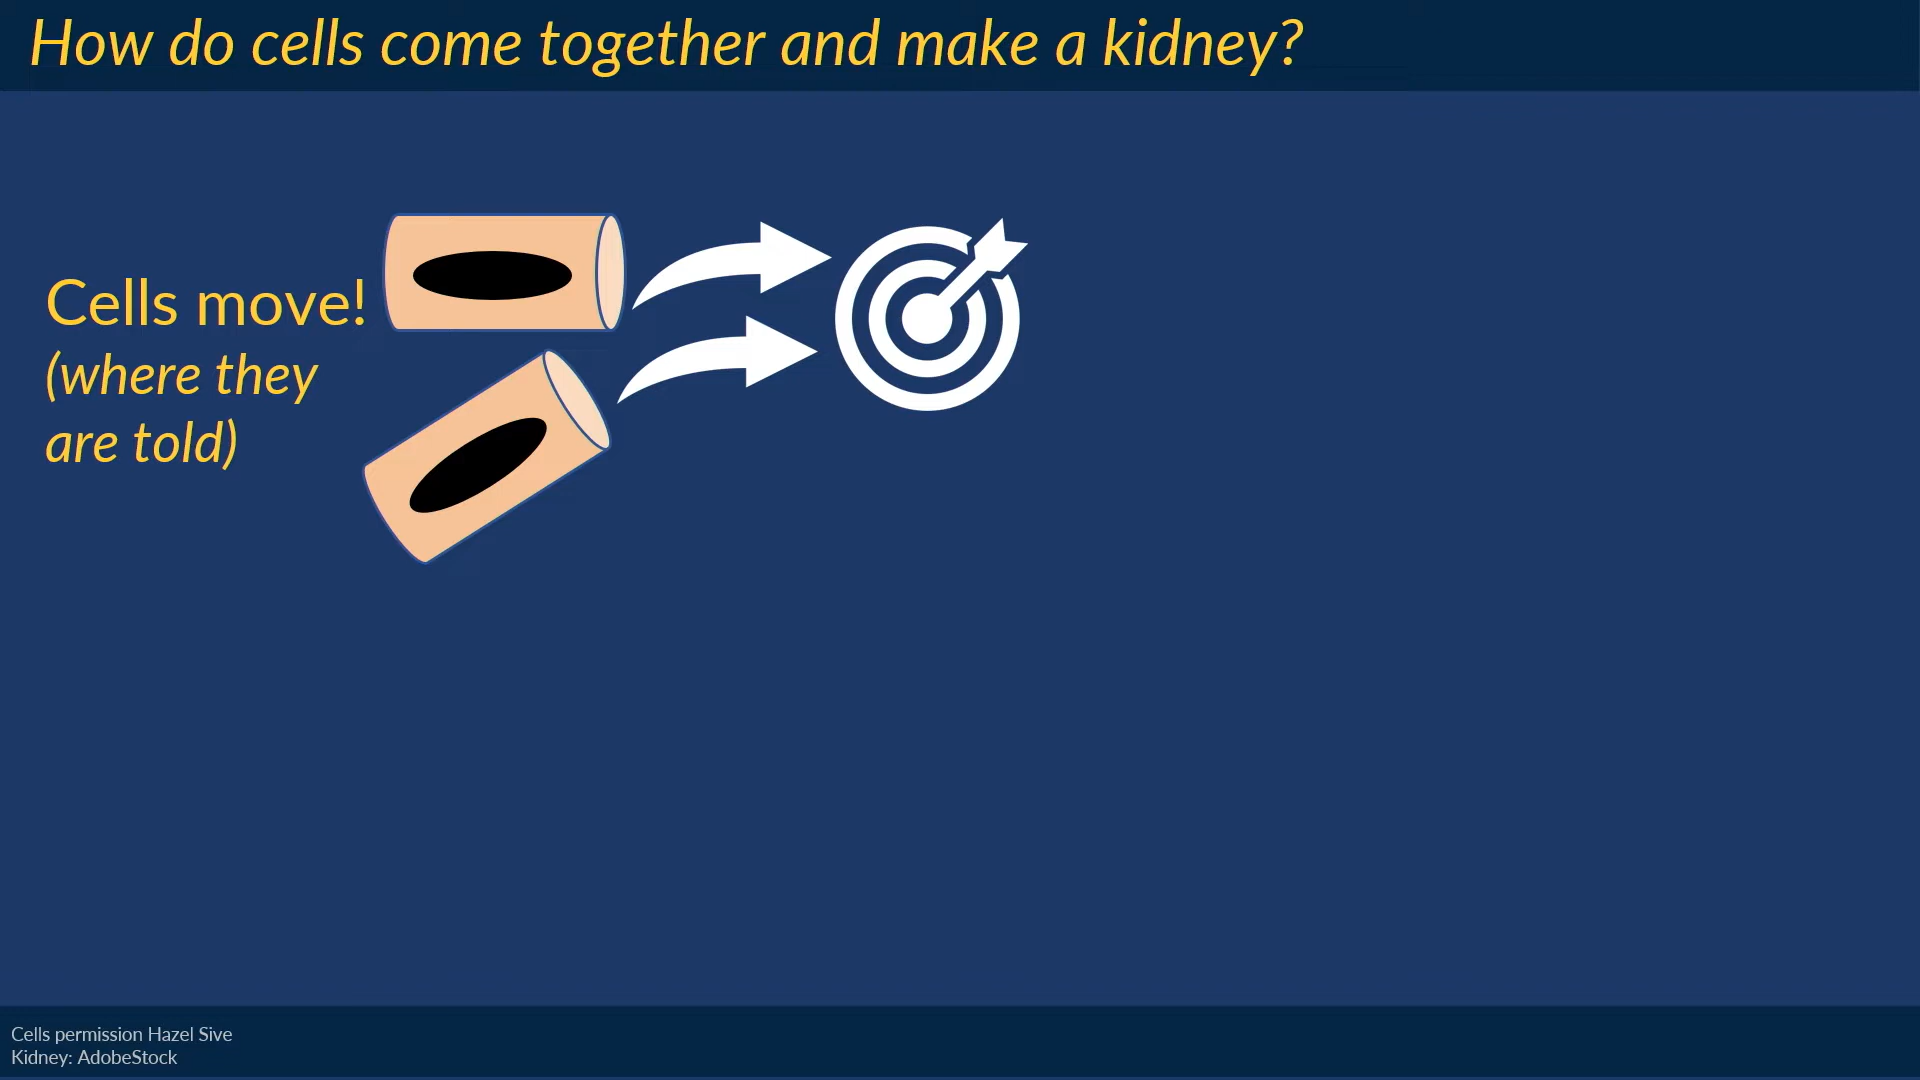 How do cells come together and make a kidney?
Cells move!
(where they
are told)
Cells permission Hazel Sive
Kidney: AdobeStock